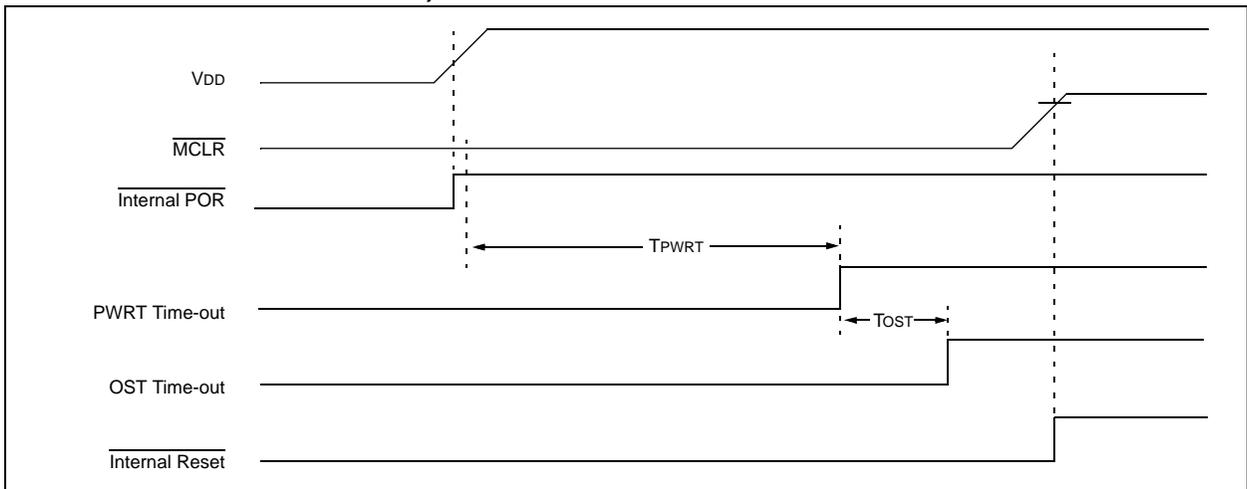 VDD
MCLR
Internal POR
TPWRT
PWRT Time-out
TOST
OST Time-out
Internal Reset